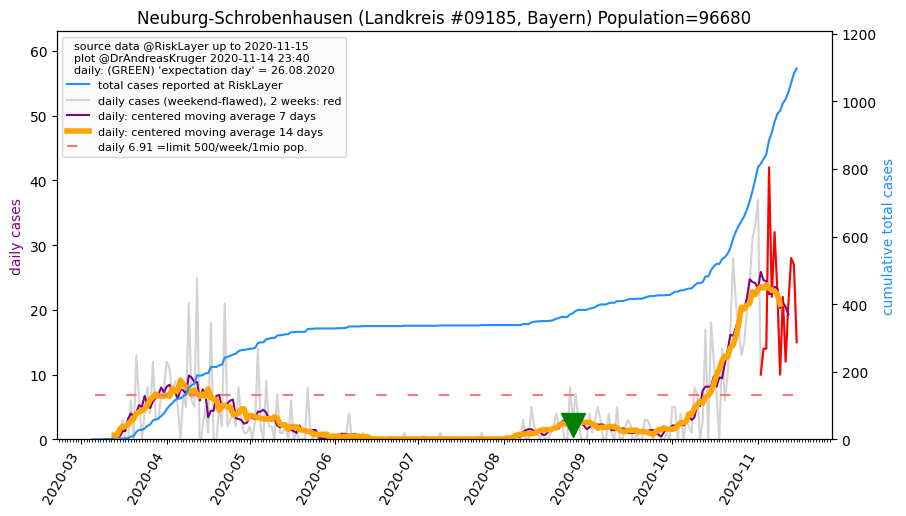 Neuburg-Schrobenhausen (Landkreis #09185, Bayern) Population=96680
source data @RiskLayer up to 2020-11-15
plot @DrAndreasKruger 2020-11-14 23:40
daily: (GREEN) 'expectation day' = 26.08.2020
total cases reported at RiskLayer
daily cases (weekend-flawed), 2 weeks: red
daily: centered moving average 7 days
daily: centered moving average 14 days
daily 6.91 =limit 500/week/1mio pop.
daily cases
60
50
40
30
20
10
0
cumulative total cases
1200
1000
800
600
400
200
0
2020-03
2020-04
2020-05
2020-06
2020-07
2020-08
2020-09
2020-10
2020-11